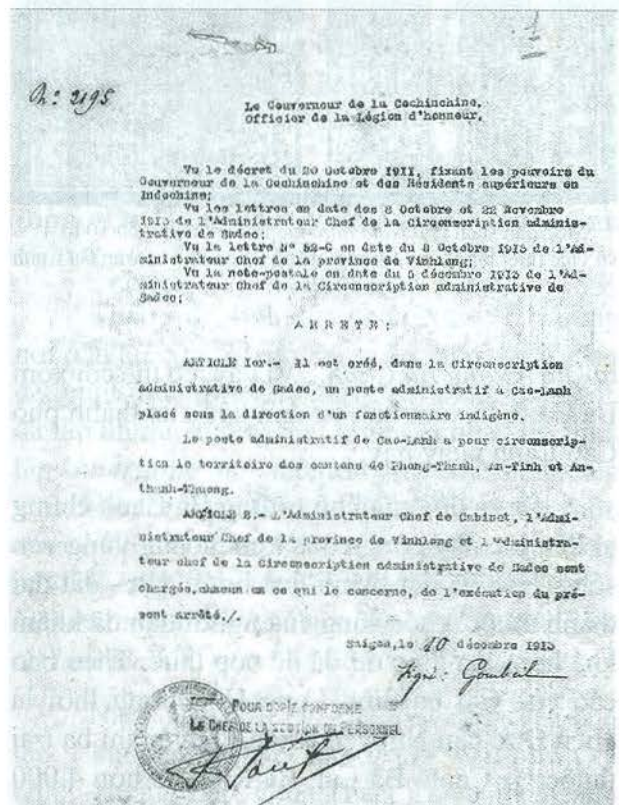 Nº 2195
Le Gouverneur de la Cochinchine,
Officier de la Légion d'honneur,
Vu le décret du 20 Octobre 1911, fixant les pouvoirs du
Gouverneur de la Cochinchine et des Résidents supérieurs en
Indochine;
Vu les lettres en date des 8 Octobre et 22 Novembre
1913 de l'Administrateur Chef de la Circonscription adminis-
trative de Sadec;
Vu la lettre Nº 52-C en date du 8 Octobre 1913 de l'Ad-
ministrateur Chef de la province de Vinhlong;
Vu la note-postale en date du 5 décembre 1913 de l'Ad-
ministrateur Chef de la Circonscription administrative de
Sadec;
ARRETE:
ARTICLE Ier.- Il est créé, dans la Circonscription
administrative de Sadec, un poste administratif à Cao-Lanh
placé sous la direction d'un fonctionnaire indigène.
Le poste administratif de Cao-Lanh a pour circonscrip-
tion le territoire des cantons de Phong-Thanh, An-Tinh et An-
thanh-Thuong.
ARTICLE 2.- L'Administrateur Chef de Cabinet, l'Admi-
nistrateur Chef de la province de Vinhlong et l'Administra-
teur chef de la Circonscription administrative de Sadec sont
chargés, chacun en ce qui le concerne, de l'exécution du pré-
sent arrêté./.
Saigon, le 10 décembre 1913
Signé: Goubeil
POUR COPIE CONFORME
LE CHEF DE LA SECTION DU PERSONNEL